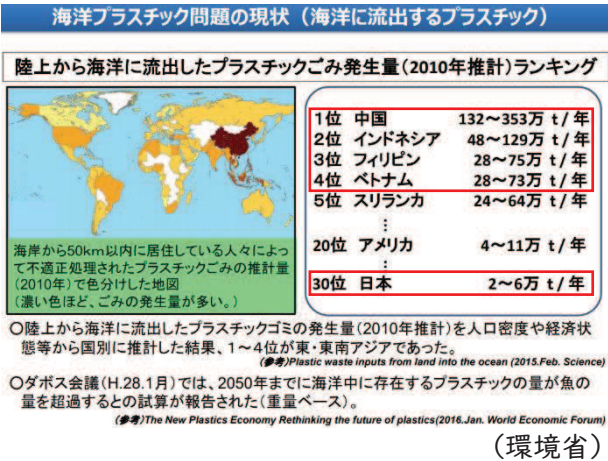 海洋プラスチック問題の現状（海洋に流出するプラスチック）
陸上から海洋に流出したプラスチックごみ発生量（2010年推計）ランキング
1位 中国 132～353万 t / 年
2位 インドネシア 48～129万 t / 年
3位 フィリピン 28～75万 t / 年
4位 ベトナム 28～73万 t / 年
5位 スリランカ 24～64万 t / 年
⋮
20位 アメリカ 4～11万 t / 年
⋮
30位 日本 2～6万 t / 年
海岸から50km以内に居住している人々によっ
て不適正処理されたプラスチックごみの推計量
（2010年）で色分けした地図
（濃い色ほど、ごみの発生量が多い。）
〇陸上から海洋に流出したプラスチックゴミの発生量（2010年推計）を人口密度や経済状
態等から国別に推計した結果、1～4位が東・東南アジアであった。
(参考)Plastic waste inputs from land into the ocean (2015.Feb. Science)
〇ダボス会議（H.28.1月）では、2050年までに海洋中に存在するプラスチックの量が魚の
量を超過するとの試算が報告された（重量ベース）。
(参考)The New Plastics Economy Rethinking the future of plastics(2016.Jan. World Economic Forum)
（環境省）